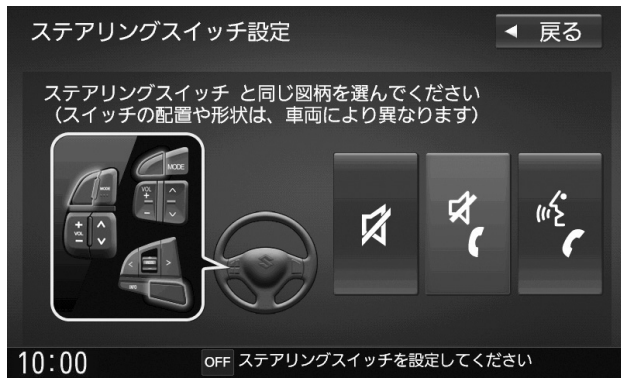 ステアリングスイッチ設定
戻る
ステアリングスイッチ と同じ図柄を選んでください
（スイッチの配置や形状は、車両により異なります）
MODE
MODE
VOL
+
-
+
VOL
-
INFO
10:00
OFF ステアリングスイッチを設定してください